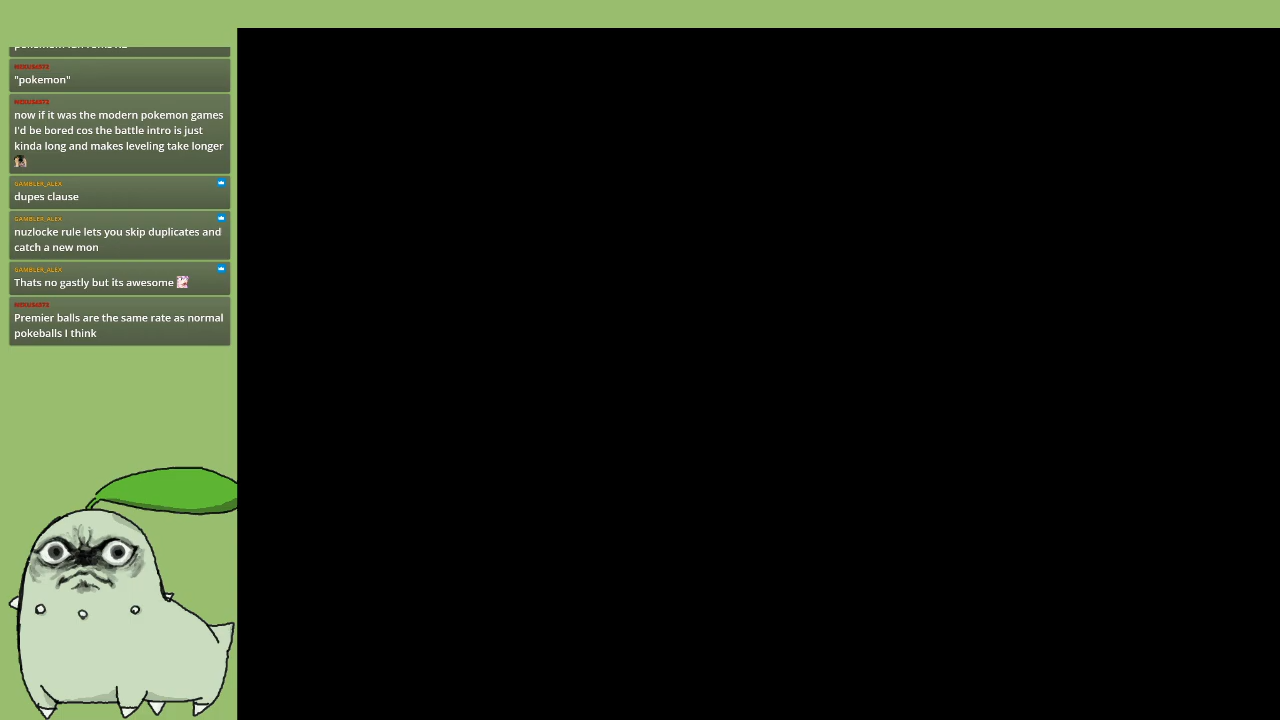 "pokemon"
now if it was the modern pokemon games
I'd be bored cos the battle intro is just
kinda long and makes leveling take longer
GAMBLER_ALEX
dupes clause
GAMBLER_ALEX
nuzlocke rule lets you skip duplicates and
catch a new mon
GAMBLER_ALEX
Thats no gastly but its awesome
Premier balls are the same rate as normal
pokeballs I think